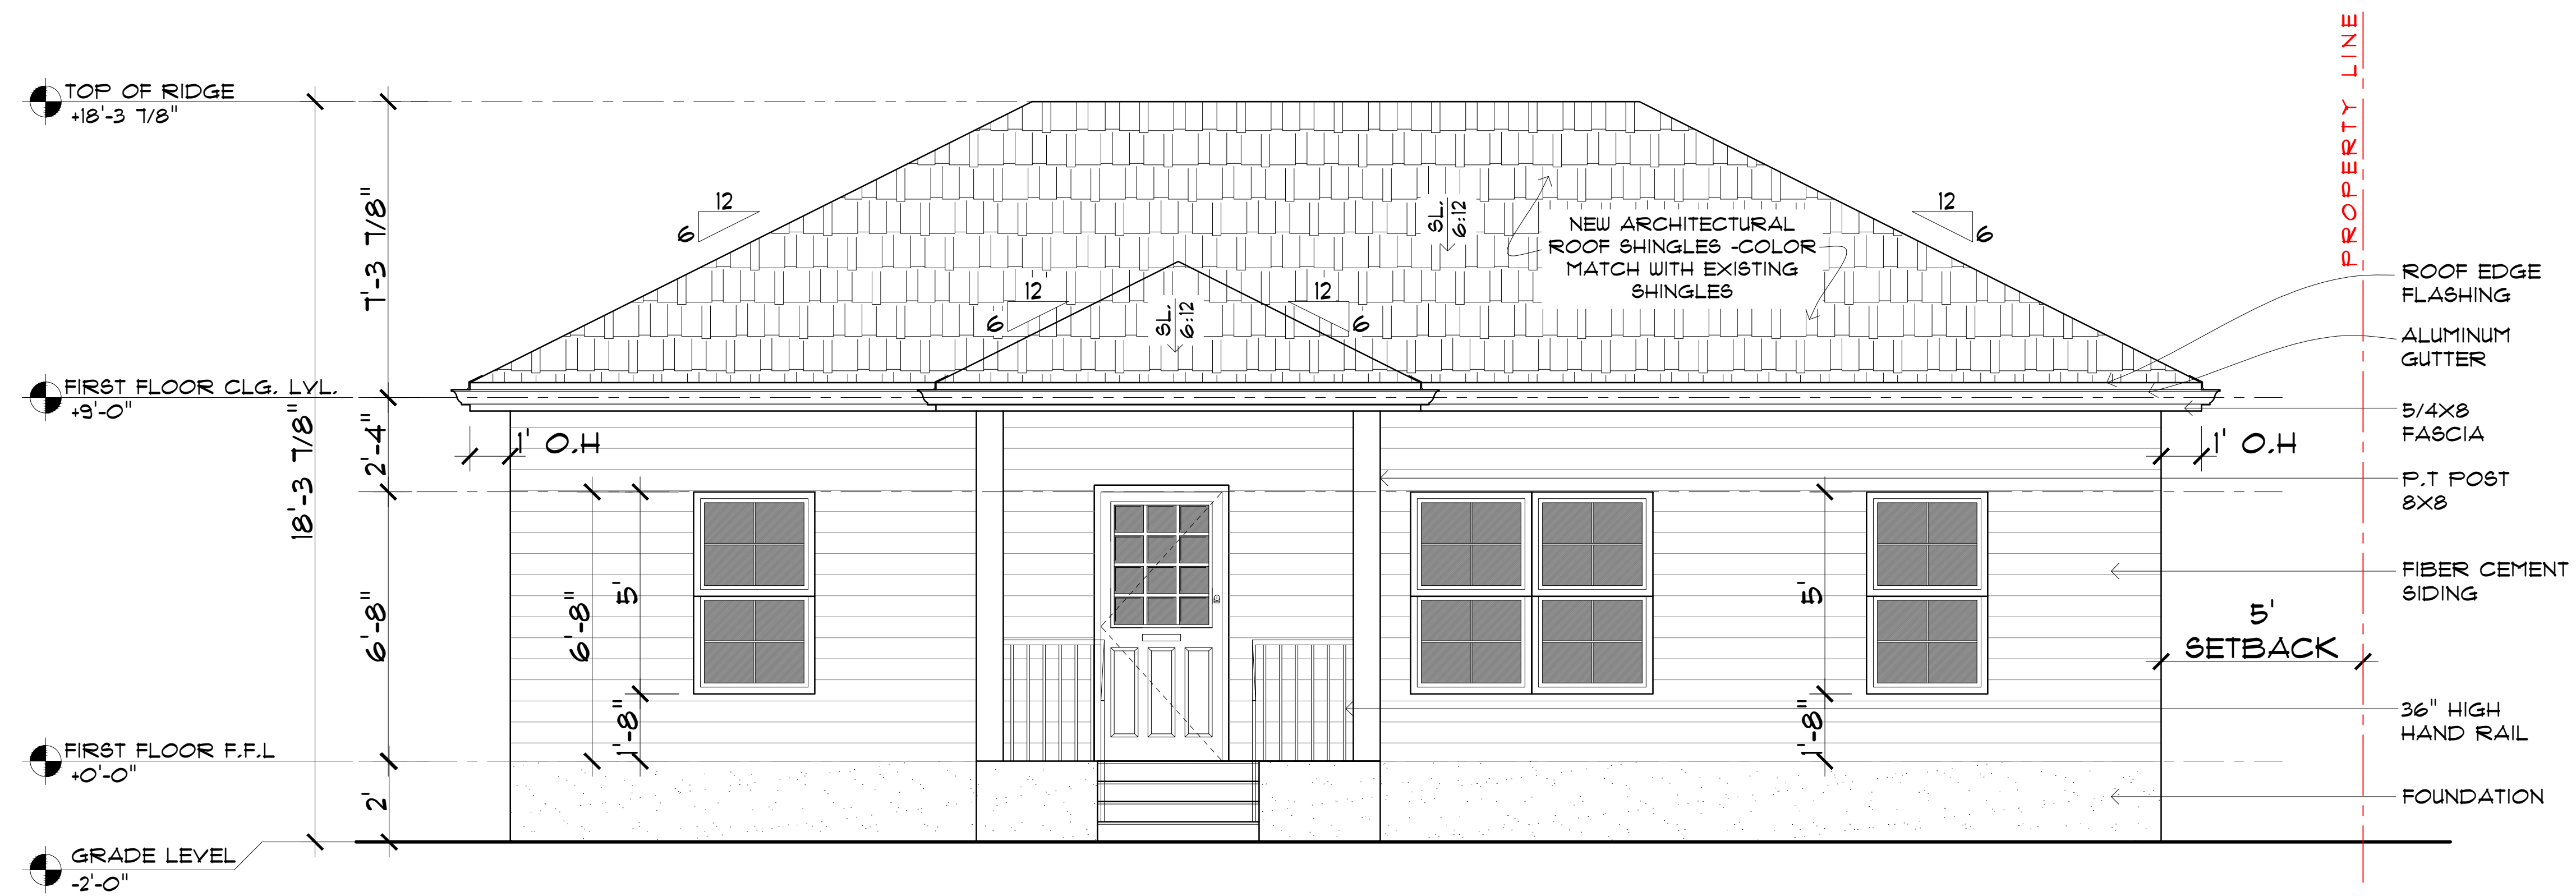 TOP OF RIDGE
+18'-3 7/8"
FIRST FLOOR CLG. LVL.
+9'-0"
FIRST FLOOR F.F.L
+0'-0"
GRADE LEVEL
-2'-0"
18'-3 7/8"
7'-3 7/8"
2'-4"
6'-8"
2'
12
6
1' O.H
6'-8"
5'
1'-8"
12
6
SL.
6:12
12
6
SL.
6:12
NEW ARCHITECTURAL
ROOF SHINGLES -COLOR
MATCH WITH EXISTING
SHINGLES
12
6
5'
1'-8"
1' O.H
5'
SETBACK
PROPERTY LINE
ROOF EDGE
FLASHING
ALUMINUM
GUTTER
5/4X8
FASCIA
P.T POST
8X8
FIBER CEMENT
SIDING
36" HIGH
HAND RAIL
FOUNDATION